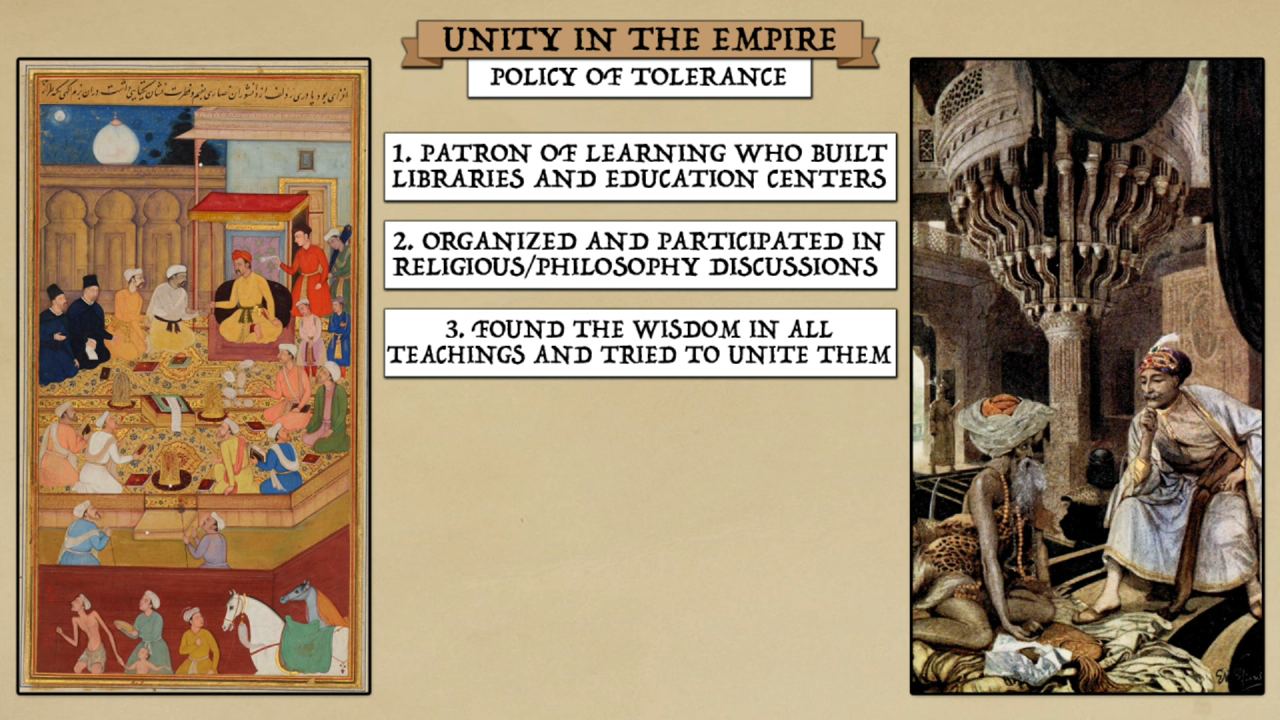 UNITY IN THE EMPIRE
POLICY OF TOLERANCE
1. PATRON OF LEARNING WHO BUILT
LIBRARIES AND EDUCATION CENTERS
2. ORGANIZED AND PARTICIPATED IN
RELIGIOUS/PHILOSOPHY DISCUSSIONS
3. FOUND THE WISDOM IN ALL
TEACHINGS AND TRIED TO UNITE THEM